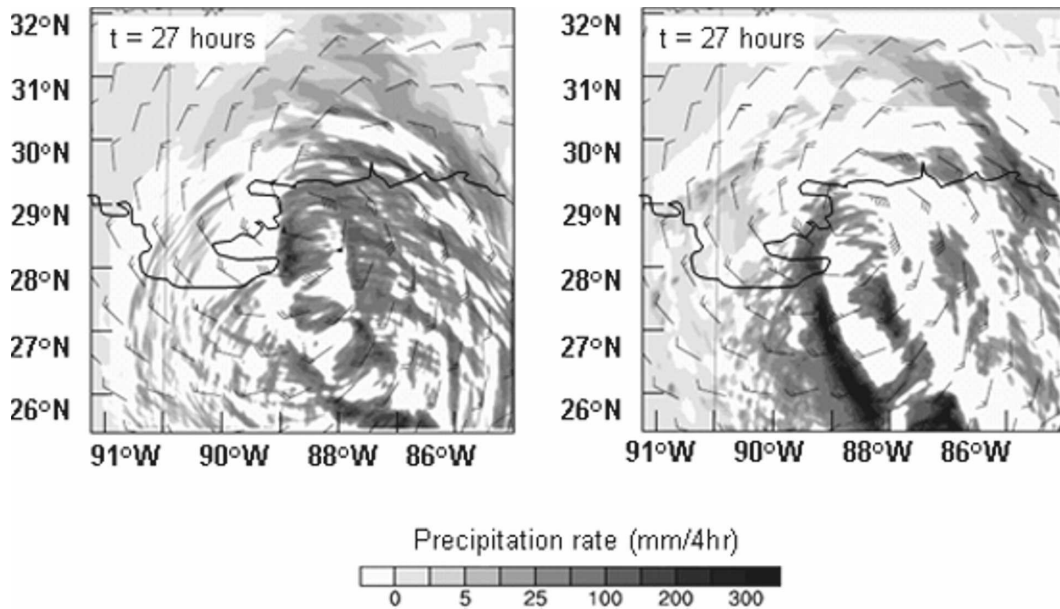 t = 27 hours
32°N
31°N
30°N
29°N
28°N
27°N
26°N
91°W 90°W 88°W 86°W
t = 27 hours
32°N
31°N
30°N
29°N
28°N
27°N
26°N
91°W 90°W 88°W 86°W
Precipitation rate (mm/4hr)
0 5 25 100 200 300